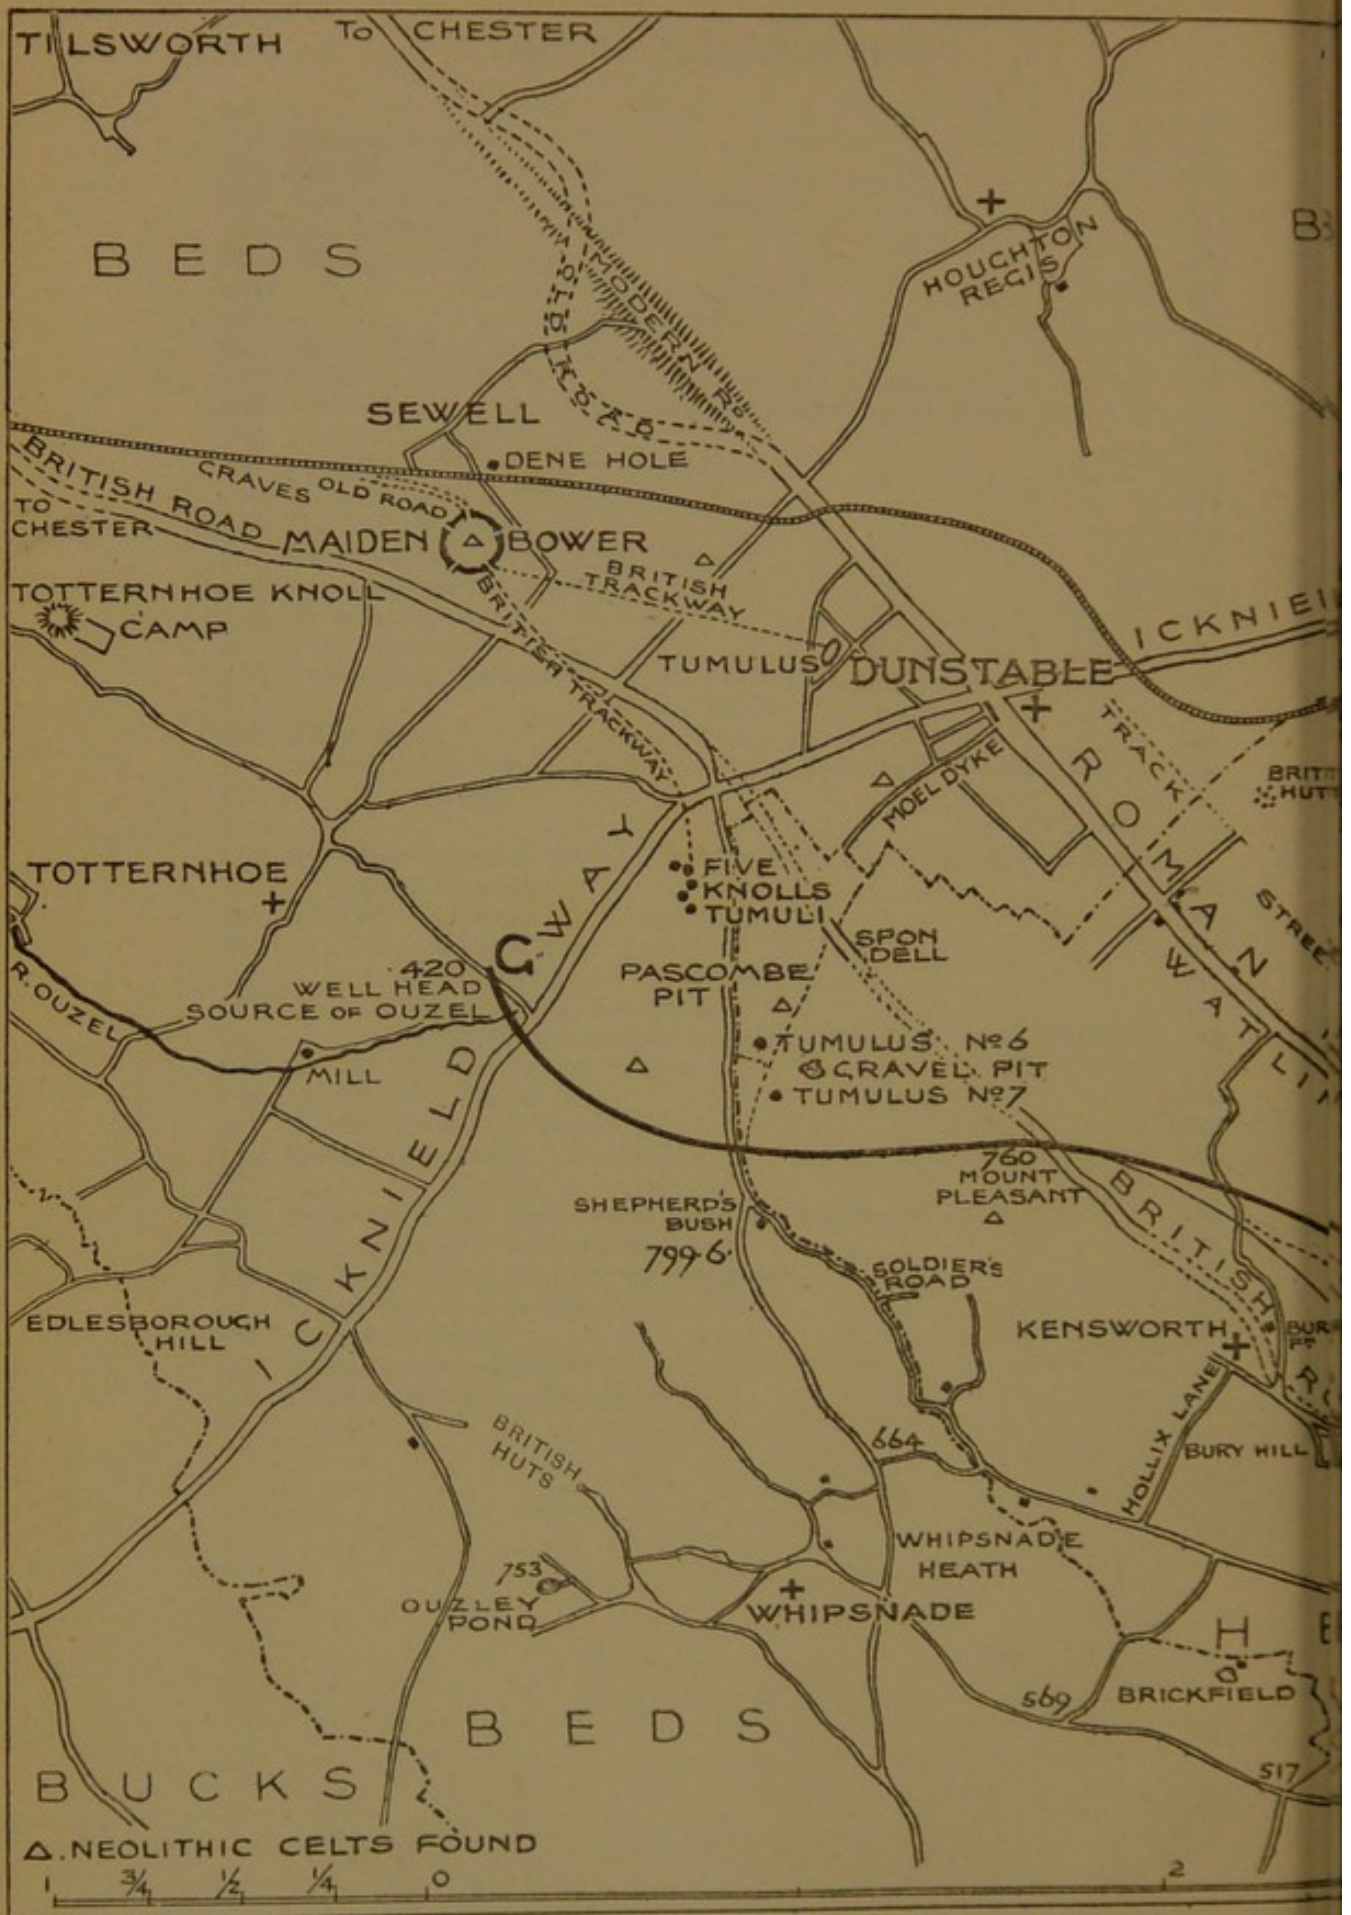 TILSWORTH
TO CHESTER
BEDS
HOUGHTON
REGIS
MODERN RD
OLD ROAD
SEWELL
DENE HOLE
BRITISH ROAD
GRAVES
OLD ROAD
TO
CHESTER
MAIDEN BOWER
BRITISH
TRACKWAY
TOTTERNHOE KNOLL
CAMP
BRITISH TRACKWAY
TUMULUS
DUNSTABLE
TRACK
MOEL DYKE
ROMAN
WAY
TOTTERNHOE
FIVE
KNOLLS
TUMULI
STREE
SPON
DELL
G
420
WELL HEAD
SOURCE OF OUZEL
PASCOMBE
PIT
R. OUZEL
MILL
TUMULUS No 6
GRAVEL PIT
TUMULUS No 7
ICKNIELD
760
MOUNT
PLEASANT
SHEPHERD'S
BUSH
799·6
BRITISH
SOLDIER'S
ROAD
EDLESBOROUGH
HILL
KENSWORTH
HOLLIX LANE
BRITISH
HUTS
664
BURY HILL
WHIPSNADE
HEATH
753
OUZLEY
POND
WHIPSNADE
H
BRICKFIELD
569
BEDS
517
BUCKS
△.NEOLITHIC CELTS FOUND
1 3/4 1/2 1/4 0 2